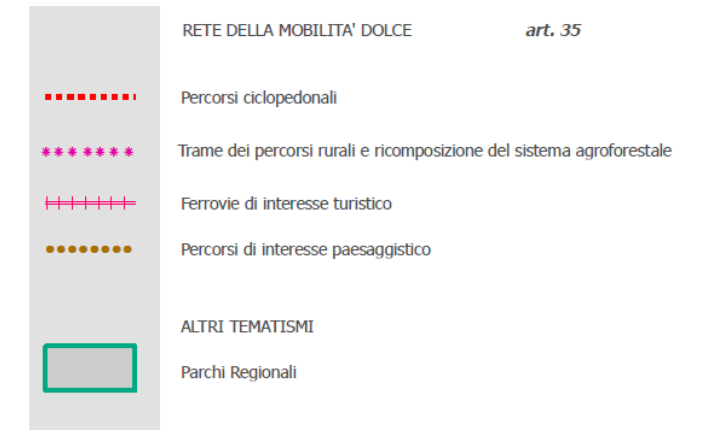 RETE DELLA MOBILITA' DOLCE art. 35
Percorsi ciclopedonali
Trame dei percorsi rurali e ricomposizione del sistema agroforestale
Ferrovie di interesse turistico
Percorsi di interesse paesaggistico
ALTRI TEMATISMI
Parchi Regionali